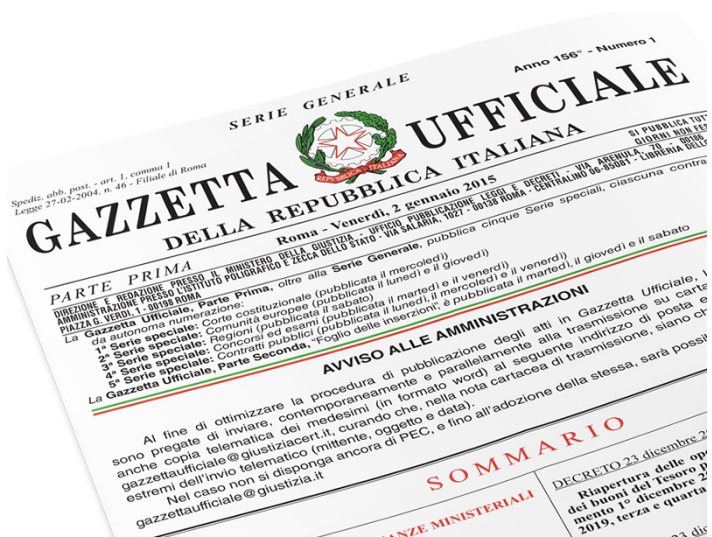 SERIE GENERALE
Anno 156° - Numero 1
Spediz. abb. post. - art. 1, comma 1
Legge 27-02-2004, n. 46 - Filiale di Roma
GAZZETTA UFFICIALE
REPVBBLICA ITALIANA
DELLA REPUBBLICA ITALIANA
PARTE PRIMA
Roma - Venerdì, 2 gennaio 2015
SI PUBBLICA TUTT
GIORNI NON FES
DIREZIONE E REDAZIONE PRESSO IL MINISTERO DELLA GIUSTIZIA - UFFICIO PUBBLICAZIONE LEGGI E DECRETI - VIA ARENULA, 70 - 00186
AMMINISTRAZIONE PRESSO L'ISTITUTO POLIGRAFICO E ZECCA DELLO STATO - VIA SALARIA, 1027 - 00138 ROMA - CENTRALINO 06-85081 - LIBRERIA DELLO
PIAZZA G. VERDI, 1 - 00198 ROMA
La Gazzetta Ufficiale, Parte Prima, oltre alla Serie Generale, pubblica cinque Serie speciali, ciascuna contra
da autonoma numerazione:
1ª Serie speciale: Corte costituzionale (pubblicata il mercoledì)
2ª Serie speciale: Comunità europee (pubblicata il lunedì e il giovedì)
3ª Serie speciale: Regioni (pubblicata il sabato)
4ª Serie speciale: Concorsi ed esami (pubblicata il martedì e il venerdì)
5ª Serie speciale: Contratti pubblici (pubblicata il lunedì, il mercoledì e il venerdì)
La Gazzetta Ufficiale, Parte Seconda, "Foglio delle inserzioni", è pubblicata il martedì, il giovedì e il sabato
AVVISO ALLE AMMINISTRAZIONI
Al fine di ottimizzare la procedura di pubblicazione degli atti in Gazzetta Ufficiale, l
sono pregate di inviare, contemporaneamente e parallelamente alla trasmissione su carta
anche copia telematica dei medesimi (in formato word) al seguente indirizzo di posta e
gazzettaufficiale@giustiziacert.it, curando che, nella nota cartacea di trasmissione, siano ch
estremi dell'invio telematico (mittente, oggetto e data).
Nel caso non si disponga ancora di PEC, e fino all'adozione della stessa, sarà possi
gazzettaufficiale@giustizia.it
SOMMARIO
NZE MINISTERIALI
DECRETO 23 dicembre 2
Riapertura delle op
dei buoni del Tesoro p
mento 1° dicembre 2
2019, terza e quarta